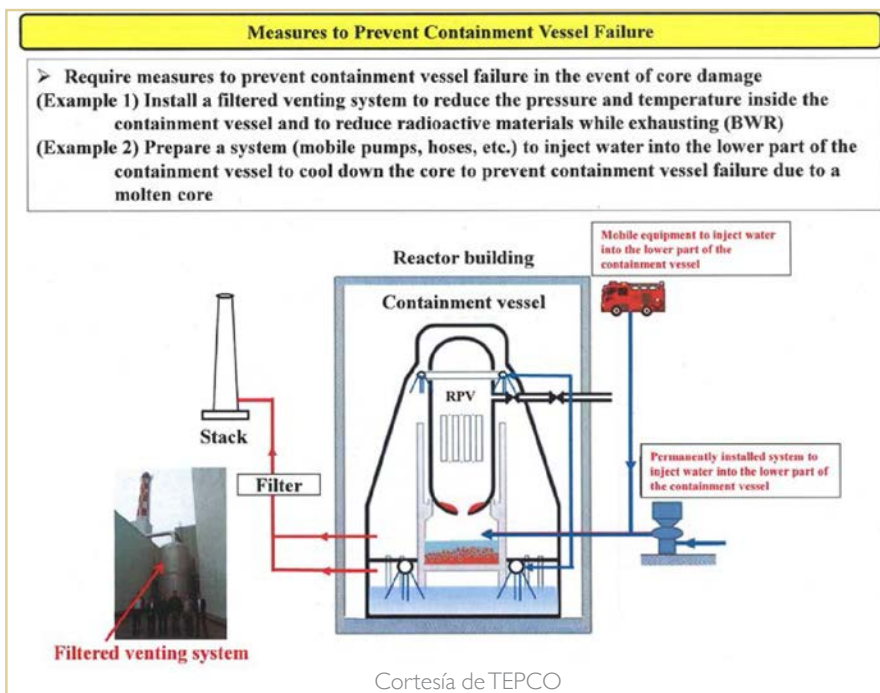 Measures to Prevent Containment Vessel Failure
➢ Require measures to prevent containment vessel failure in the event of core damage
(Example 1) Install a filtered venting system to reduce the pressure and temperature inside the
containment vessel and to reduce radioactive materials while exhausting (BWR)
(Example 2) Prepare a system (mobile pumps, hoses, etc.) to inject water into the lower part of the
containment vessel to cool down the core to prevent containment vessel failure due to a
molten core
Mobile equipment to inject water
into the lower part of the
containment vessel
Reactor building
Containment vessel
RPV
Stack
Filter
Permanently installed system to
inject water into the lower part of
the containment vessel
Filtered venting system
Cortesía de TEPCO